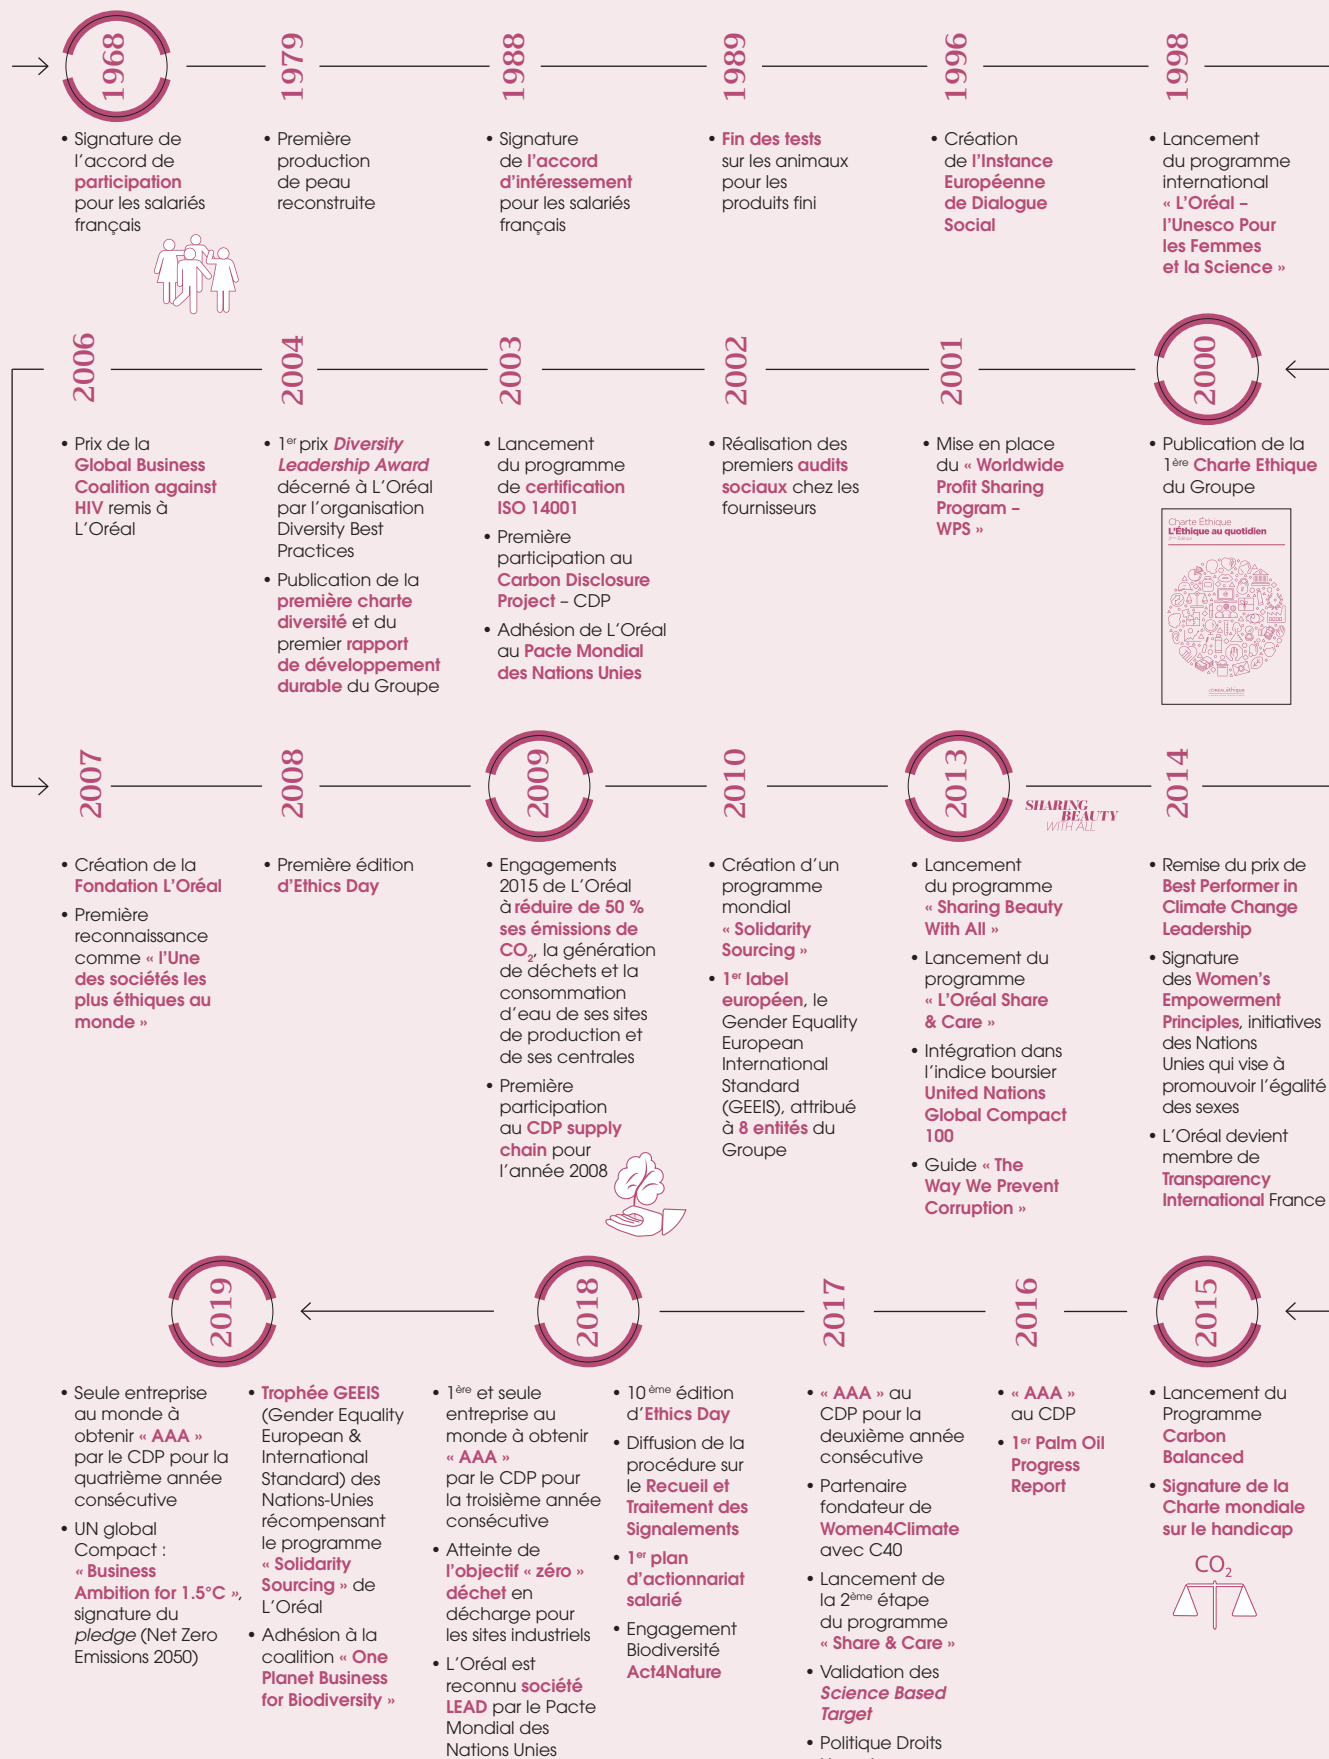 1968
• Signature de
l'accord de
participation
pour les salariés
français
1979
• Première
production
de peau
reconstruite
1988
• Signature
de l'accord
d'intéressement
pour les salariés
français
1989
• Fin des tests
sur les animaux
pour les
produits fini
1996
• Création
de l'Instance
Européenne
de Dialogue
Social
1998
• Lancement
du programme
international
« L'Oréal –
l'Unesco Pour
les Femmes
et la Science »
2000
• Publication de la
1ère Charte Ethique
du Groupe
Charte Éthique
L'Éthique au quotidien
2001
• Mise en place
du « Worldwide
Profit Sharing
Program –
WPS »
2002
• Réalisation des
premiers audits
sociaux chez les
fournisseurs
2003
• Lancement
du programme
de certification
ISO 14001
• Première
participation au
Carbon Disclosure
Project – CDP
• Adhésion de L'Oréal
au Pacte Mondial
des Nations Unies
2004
• 1er prix Diversity
Leadership Award
décerné à L'Oréal
par l'organisation
Diversity Best
Practices
• Publication de la
première charte
diversité et du
premier rapport
de développement
durable du Groupe
2006
• Prix de la
Global Business
Coalition against
HIV remis à
L'Oréal
2007
• Création de la
Fondation L'Oréal
• Première
reconnaissance
comme « l'Une
des sociétés les
plus éthiques au
monde »
2008
• Première édition
d'Ethics Day
2009
• Engagements
2015 de L'Oréal
à réduire de 50 %
ses émissions de
CO2, la génération
de déchets et la
consommation
d'eau de ses sites
de production et
de ses centrales
• Première
participation
au CDP supply
chain pour
l'année 2008
2010
• Création d'un
programme
mondial
« Solidarity
Sourcing »
• 1er label
européen, le
Gender Equality
European
International
Standard
(GEEIS), attribué
à 8 entités du
Groupe
2013
SHARING
BEAUTY
WITH ALL
• Lancement
du programme
« Sharing Beauty
With All »
• Lancement du
programme
« L'Oréal Share
& Care »
• Intégration dans
l'indice boursier
United Nations
Global Compact
100
• Guide « The
Way We Prevent
Corruption »
2014
• Remise du prix de
Best Performer in
Climate Change
Leadership
• Signature
des Women's
Empowerment
Principles, initiatives
des Nations
Unies qui vise à
promouvoir l'égalité
des sexes
• L'Oréal devient
membre de
Transparency
International France
2015
• Lancement du
Programme
Carbon
Balanced
• Signature de la
Charte mondiale
sur le handicap
CO2
2016
• « AAA »
au CDP
• 1er Palm Oil
Progress
Report
2017
• « AAA » au
CDP pour la
deuxième année
consécutive
• Partenaire
fondateur de
Women4Climate
avec C40
• Lancement de
la 2ème étape
du programme
« Share & Care »
• Validation des
Science Based
Target
• Politique Droits
2018
• 1ère et seule
entreprise au
monde à obtenir
« AAA »
par le CDP pour
la troisième année
consécutive
• Atteinte de
l'objectif « zéro »
déchet en
décharge pour
les sites industriels
• L'Oréal est
reconnu société
LEAD par le Pacte
Mondial des
Nations Unies
• 10ème édition
d'Ethics Day
• Diffusion de la
procédure sur
le Recueil et
Traitement des
Signalements
• 1er plan
d'actionnariat
salarié
• Engagement
Biodiversité
Act4Nature
2019
• Seule entreprise
au monde à
obtenir « AAA »
par le CDP pour la
quatrième année
consécutive
• UN global
Compact :
« Business
Ambition for 1.5°C »,
signature du
pledge (Net Zero
Emissions 2050)
• Trophée GEEIS
(Gender Equality
European &
International
Standard) des
Nations-Unies
récompensant
le programme
« Solidarity
Sourcing » de
L'Oréal
• Adhésion à la
coalition « One
Planet Business
for Biodiversity »